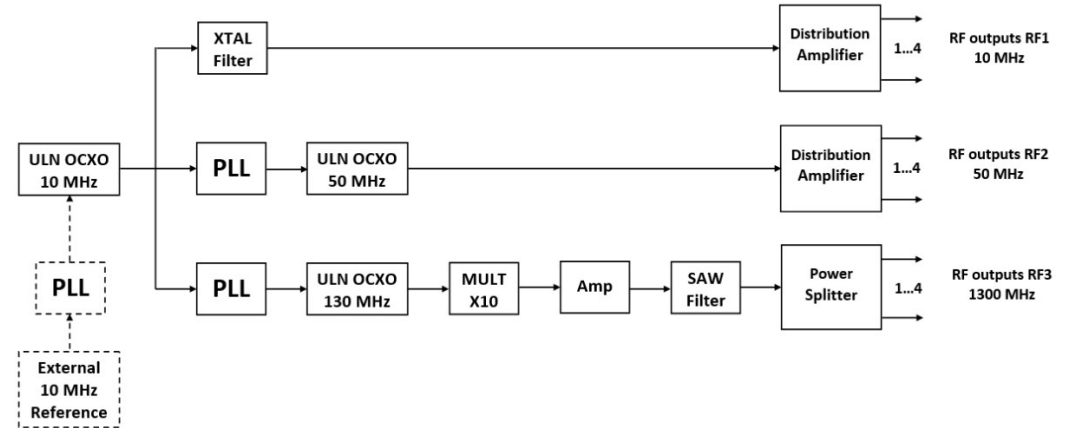 XTAL
Filter
Distribution
Amplifier
1...4
RF outputs RF1
10 MHz
ULN OCXO
10 MHz
PLL
ULN OCXO
50 MHz
Distribution
Amplifier
1...4
RF outputs RF2
50 MHz
PLL
ULN OCXO
130 MHz
MULT
X10
Amp
SAW
Filter
Power
Splitter
1...4
RF outputs RF3
1300 MHz
PLL
External
10 MHz
Reference